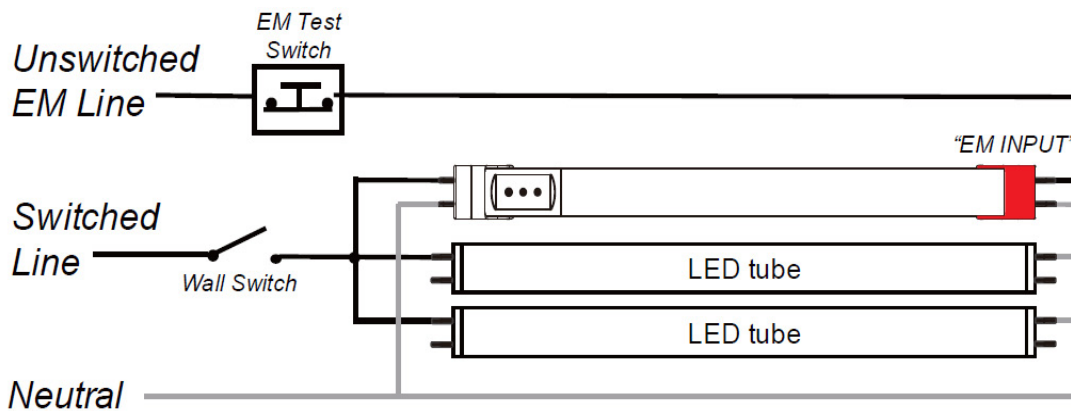 EM Test
Switch
Unswitched
EM Line
"EM INPUT"
Switched
Line
Wall Switch
LED tube
LED tube
Neutral